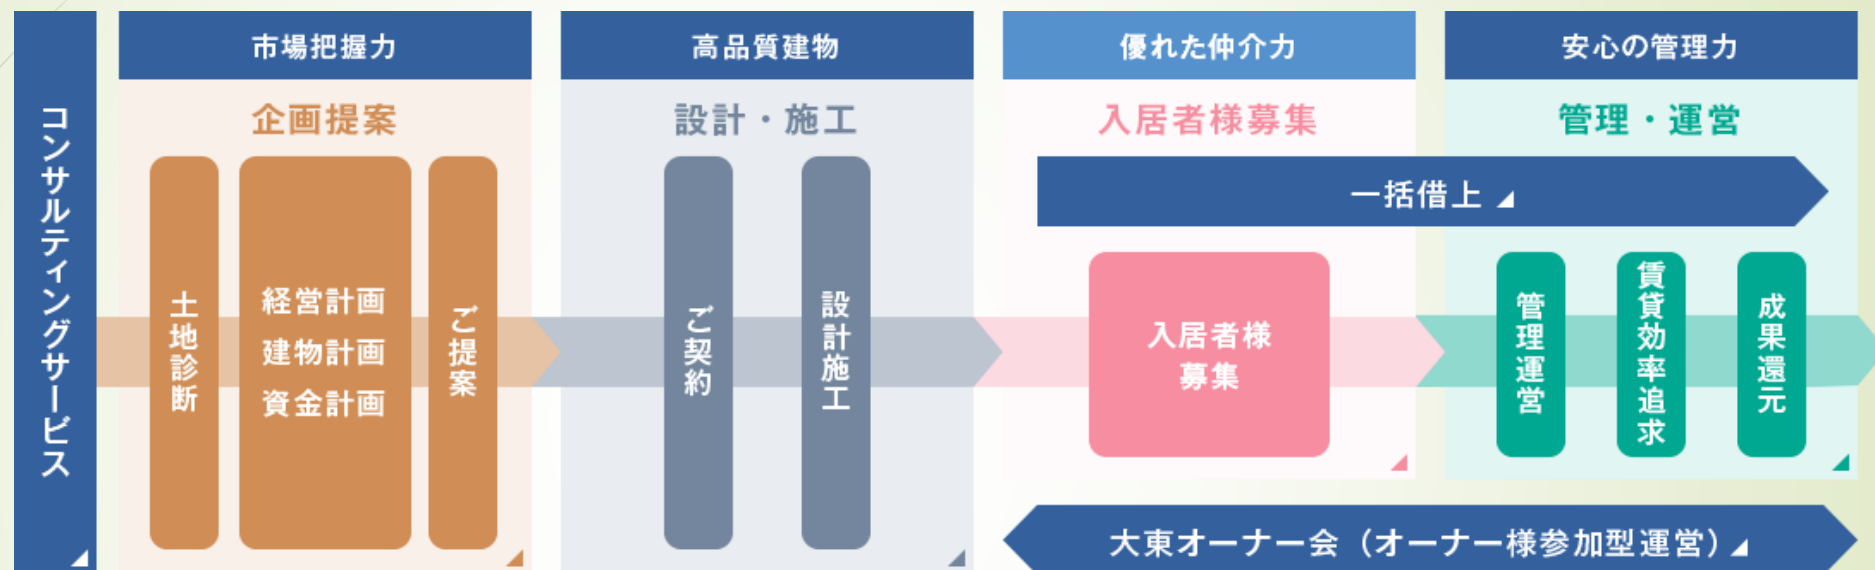 コンサルティングサービス
市場把握力
企画提案
土地診断
経営計画
建物計画
資金計画
ご提案
高品質建物
設計・施工
ご契約
設計施工
優れた仲介力
入居者様募集
安心の管理力
管理・運営
一括借上
入居者様
募集
管理運営
賃貸効率追求
成果還元
大東オーナー会（オーナー様参加型運営）